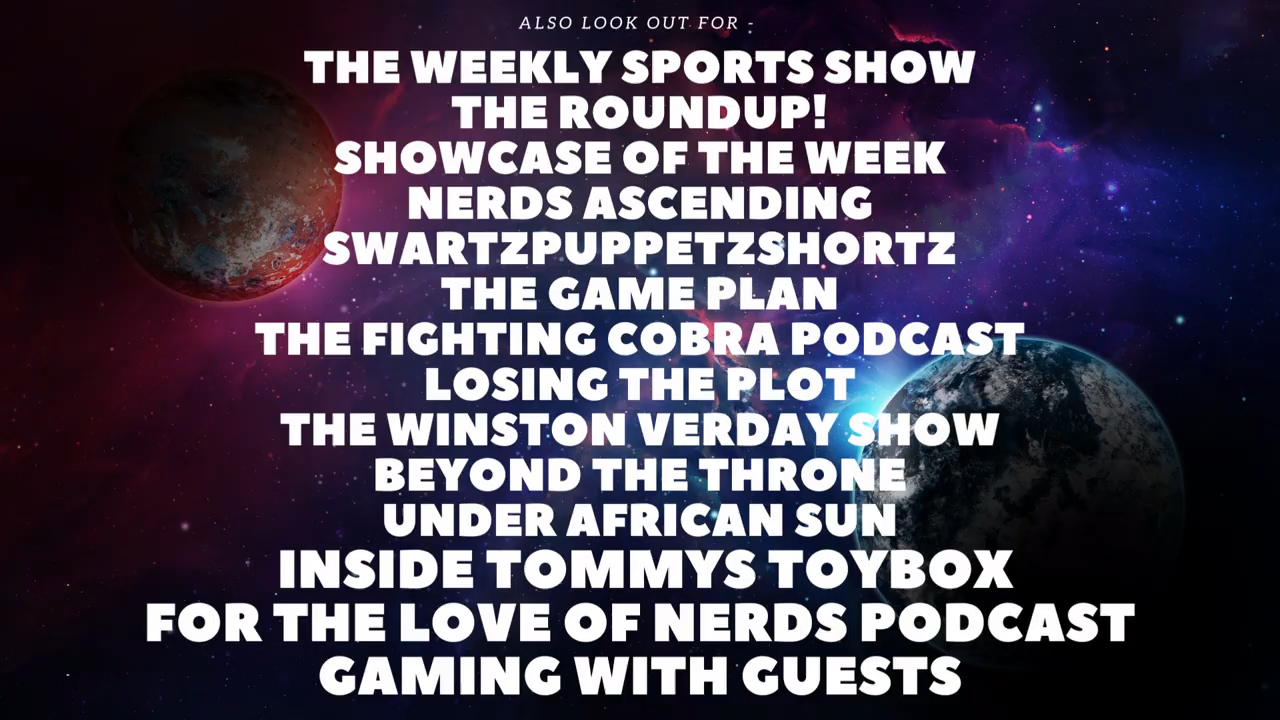 ALSO LOOK OUT FOR -
THE WEEKLY SPORTS SHOW
THE ROUNDUP!
SHOWCASE OF THE WEEK
NERDS ASCENDING
SWARTZPUPPETZSHORTZ
THE GAME PLAN
THE FIGHTING COBRA PODCAST
LOSING THE PLOT
THE WINSTON VERDAY SHOW
BEYOND THE THRONE
UNDER AFRICAN SUN
INSIDE TOMMYS TOYBOX
FOR THE LOVE OF NERDS PODCAST
GAMING WITH GUESTS